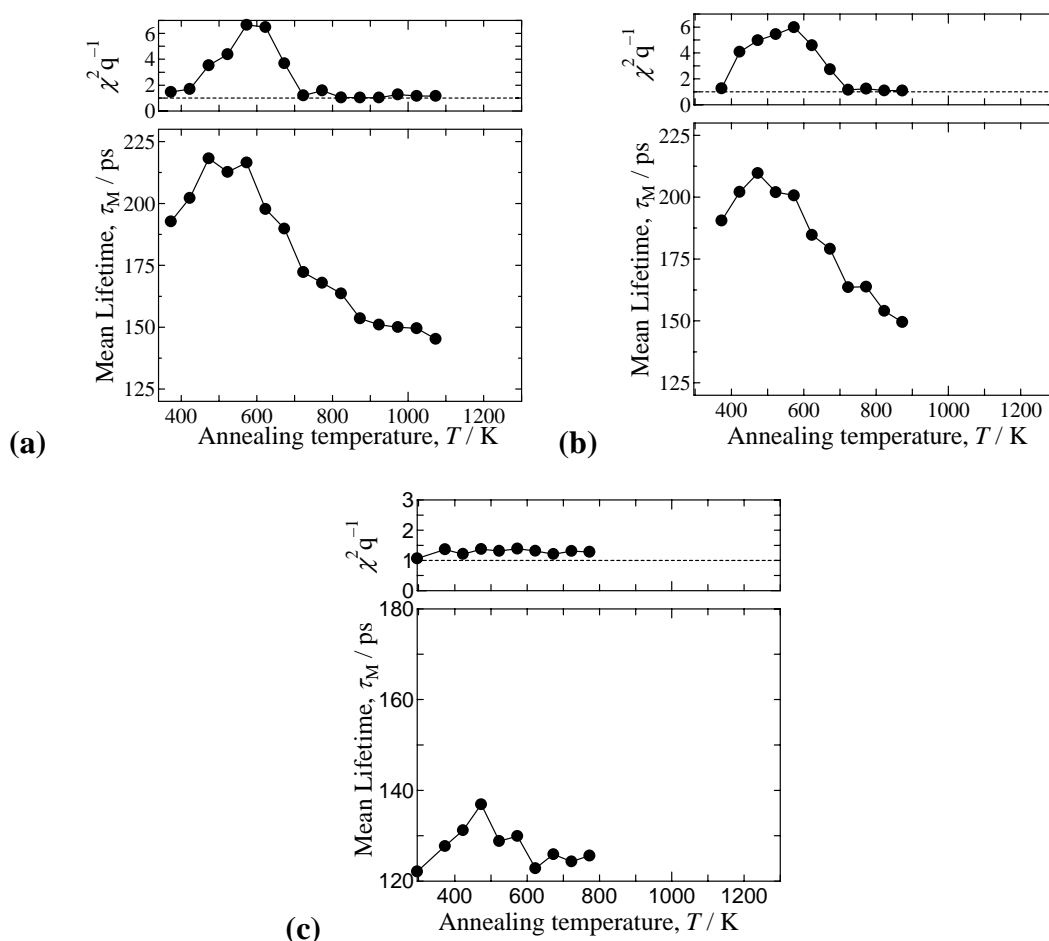 6
4
2
0
χ²q⁻¹
225
200
175
150
125
Mean Lifetime, τM / ps
400 600 800 1000 1200
Annealing temperature, T / K
(a)
6
4
2
0
χ²q⁻¹
225
200
175
150
125
Mean Lifetime, τM / ps
400 600 800 1000 1200
Annealing temperature, T / K
(b)
3
2
1
0
χ²q⁻¹
180
160
140
120
Mean Lifetime, τM / ps
400 600 800 1000 1200
Annealing temperature, T / K
(c)